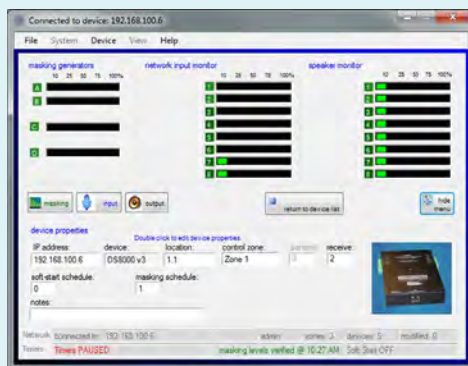 Connected to device: 192.168.100.6
File System Device View Help
masking generators network input monitor speaker monitor
10 25 50 75 100% 10 25 50 75 100% 10 25 50 75 100%
A 1 1
B 2 2
3 3
C 4 4
5 5
D 6 6
7 7
8 8
masking input output return to device list hide menu
device properties
Double click to edit device properties.
IP address: device: location: control zone: receive:
192.168.100.6 DS8000 v3 1.1 Zone 1 2
soft-start schedule: masking schedule:
0 1
notes:
Network connected to: 192.168.100.6 admin zones: 3 devices: 5 modified: 0
Timers Timers PAUSED masking levels verified @ 10:27 AM Soft Start OFF